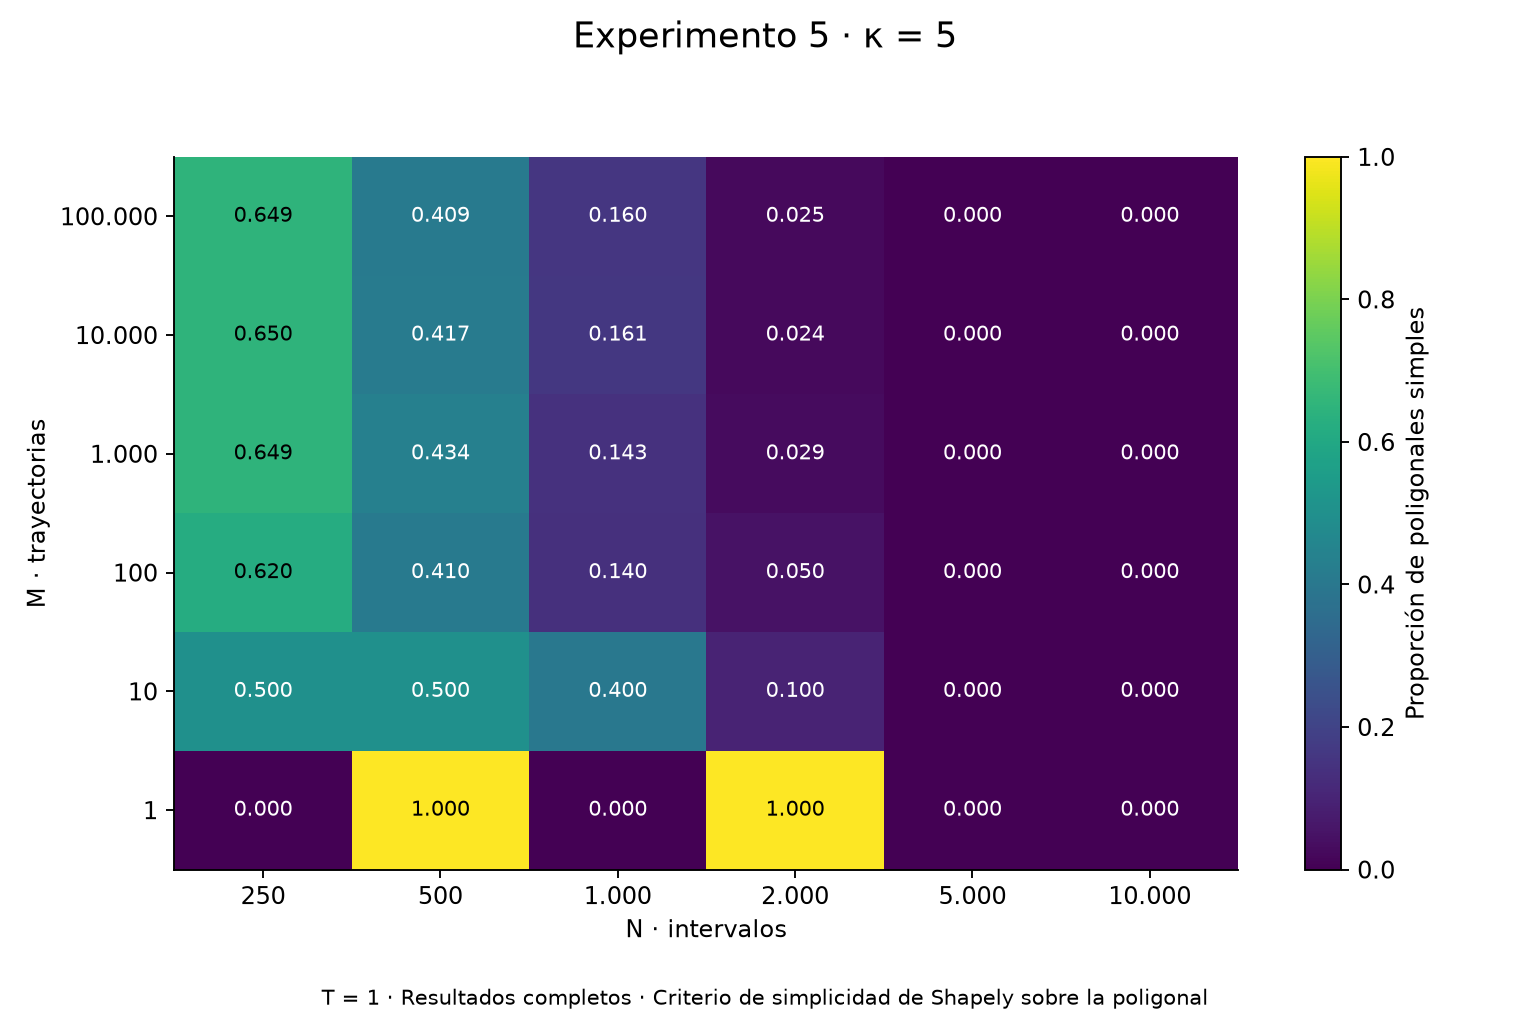 Experimento 5 · κ = 5
100.000 0.649 0.409 0.160 0.025 0.000 0.000
10.000 0.650 0.417 0.161 0.024 0.000 0.000
1.000 0.649 0.434 0.143 0.029 0.000 0.000
100 0.620 0.410 0.140 0.050 0.000 0.000
10 0.500 0.500 0.400 0.100 0.000 0.000
1 0.000 1.000 0.000 1.000 0.000 0.000
250 500 1.000 2.000 5.000 10.000
N · intervalos
M · trayectorias
1.0
0.8
0.6
0.4
0.2
0.0
Proporción de poligonales simples
T = 1 · Resultados completos · Criterio de simplicidad de Shapely sobre la poligonal